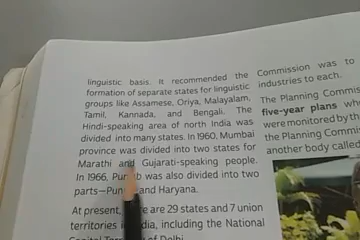 linguistic basis. It recommended the
formation of separate states for linguistic
groups like Assamese, Oriya, Malayalam,
Tamil, Kannada, and Bengali. The
Hindi-speaking area of north India was
divided into many states. In 1960, Mumbai
province was divided into two states for
Marathi and Gujarati-speaking people.
In 1966, Punjab was also divided into two
parts—Punjab and Haryana.
At present, there are 29 states and 7 union
territories in India, including the National
Capital Territory of Delhi.
Commission was to
industries to each.
The Planning
five-year plans
were monitored by
the Planning
another body called